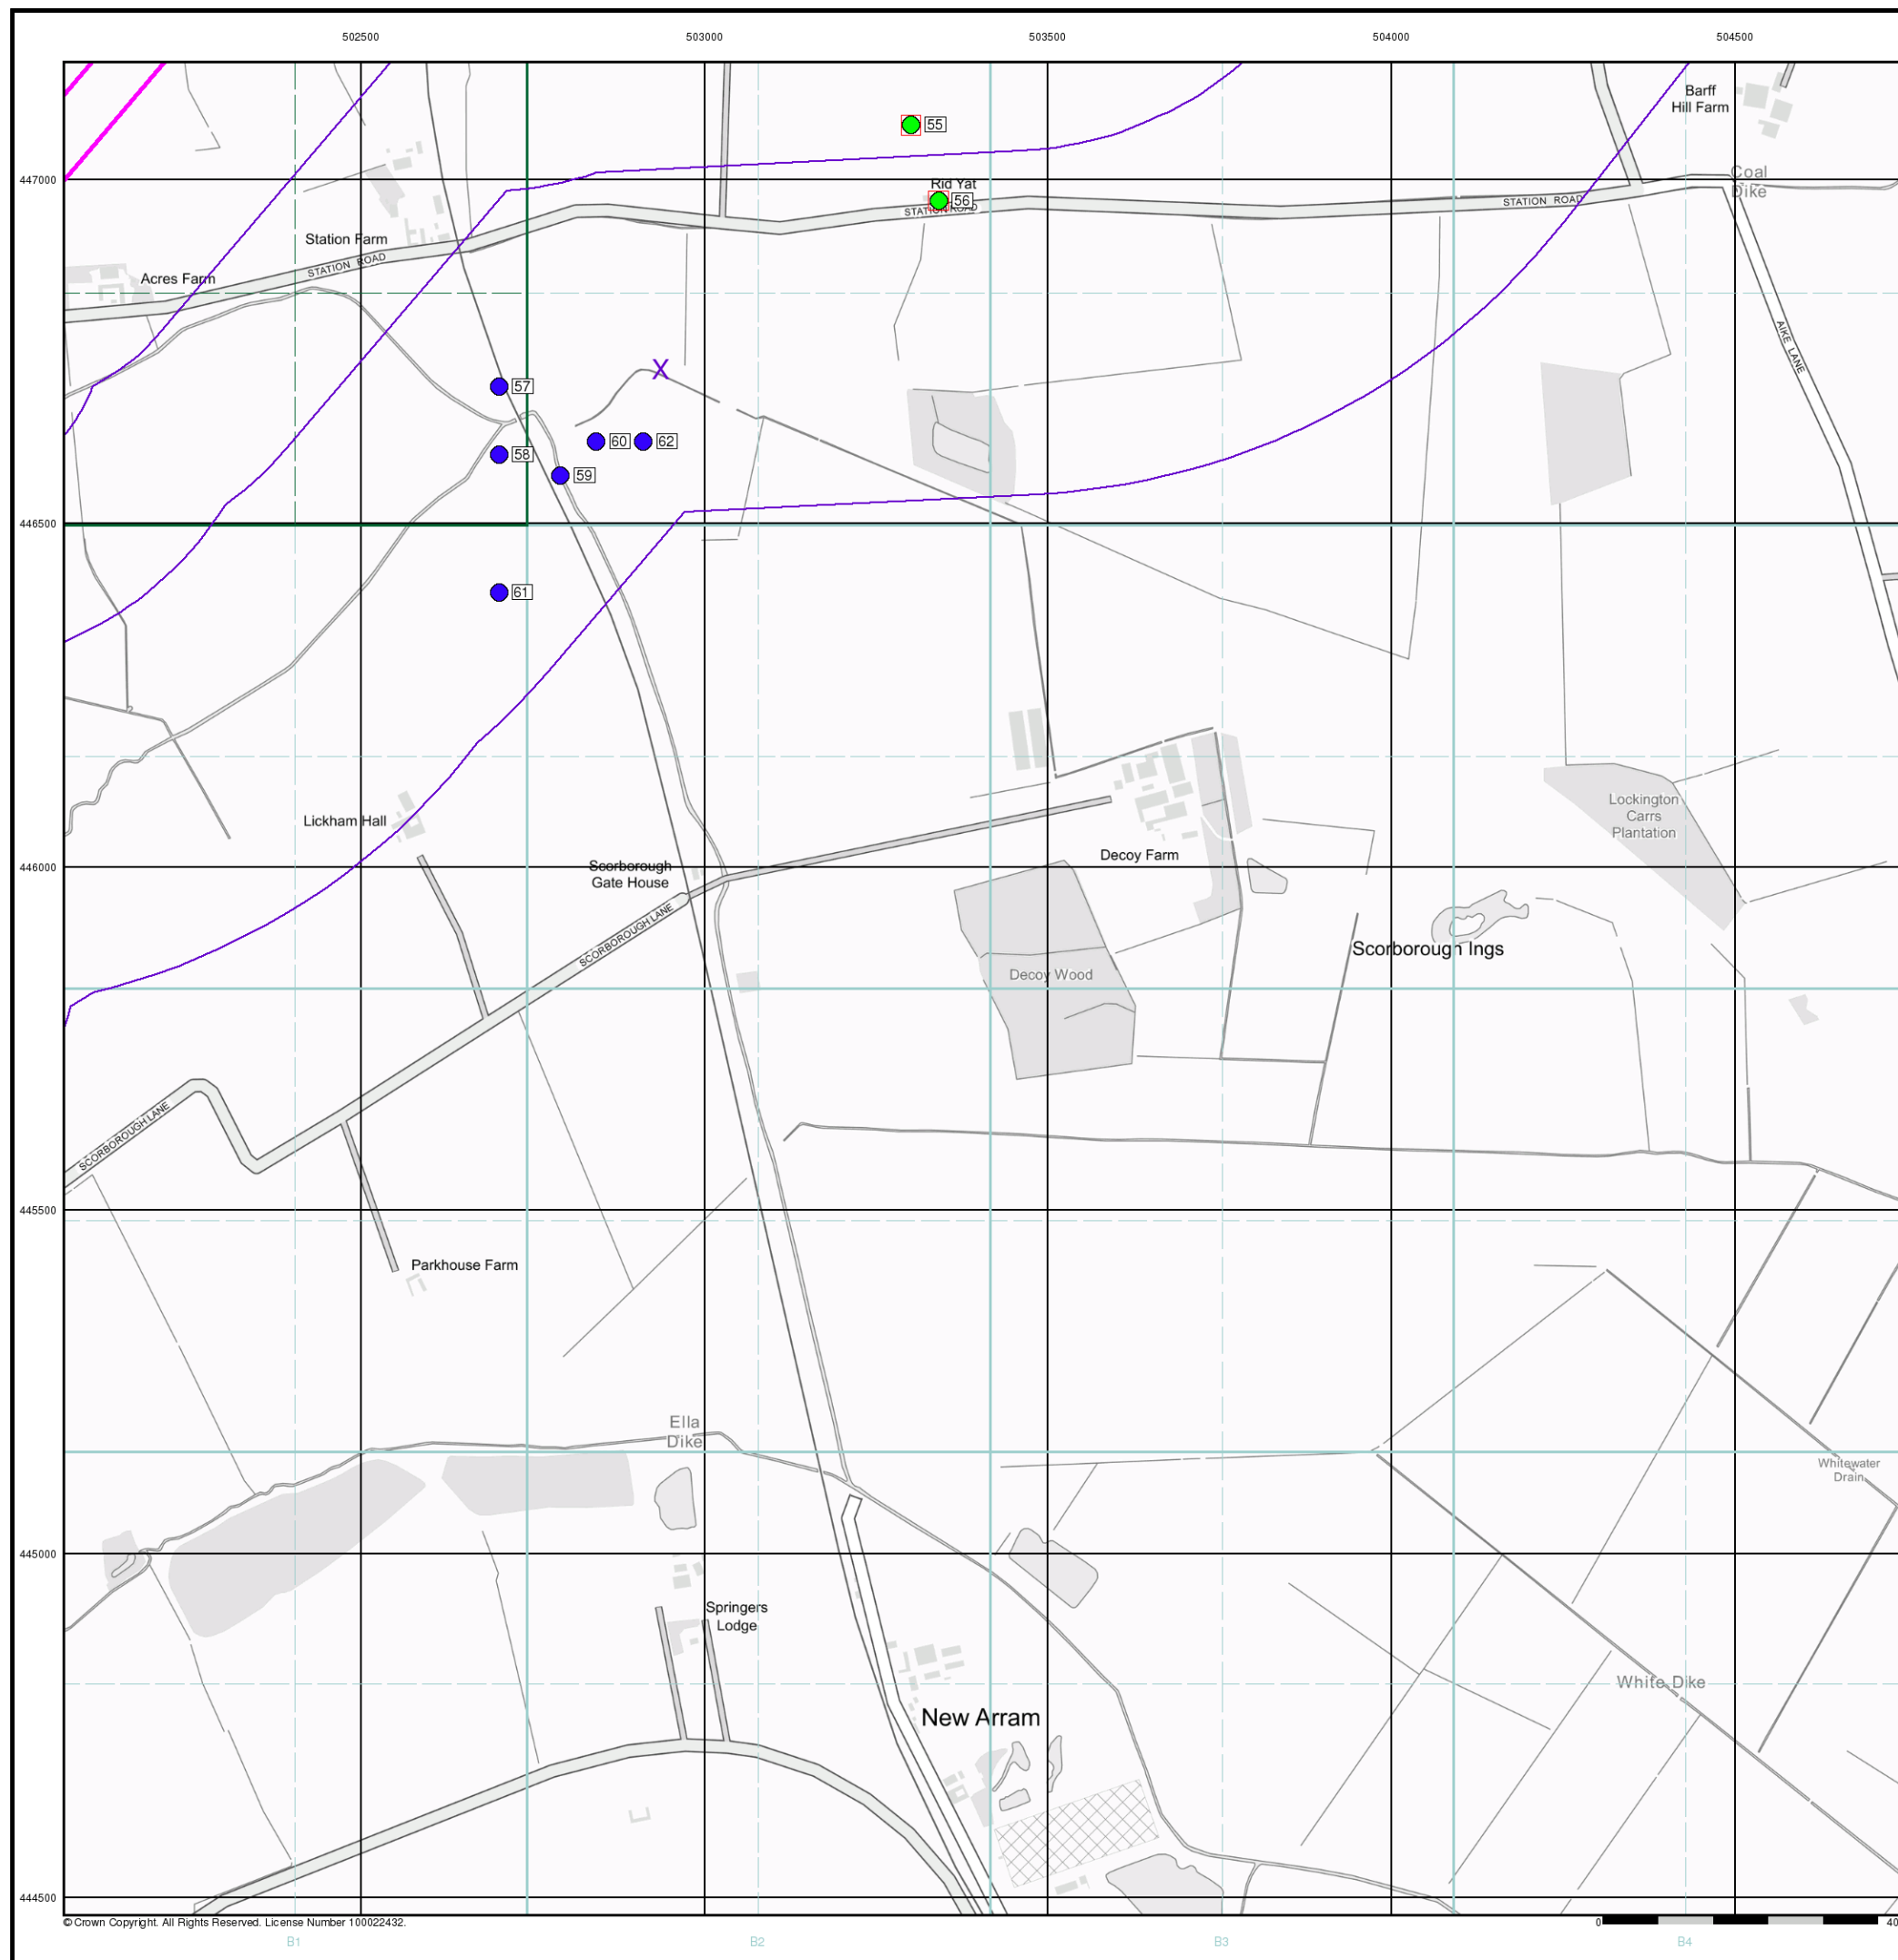 502500 503000 503500 504000 504500
Barff
Hill Farm
55
447000
Rid Yat
Coal
Dike
56
STATION ROAD
STATION ROAD
Station Farm
STATION ROAD
Acres Farm
AIKE LANE
X
57
60
62
58
59
446500
61
Lickham Hall
Lockington
Carrs
Plantation
Decoy Farm
446000
Scorborough
Gate House
SCORBOROUGH LANE
Scorborough Ings
Decoy Wood
SCORBOROUGH LANE
445500
Parkhouse Farm
Ella
Dike
Whitewater
Drain
445000
Springers
Lodge
White Dike
New Arram
444500
© Crown Copyright. All Rights Reserved. License Number 100022432.
0 40
B1 B2 B3 B4